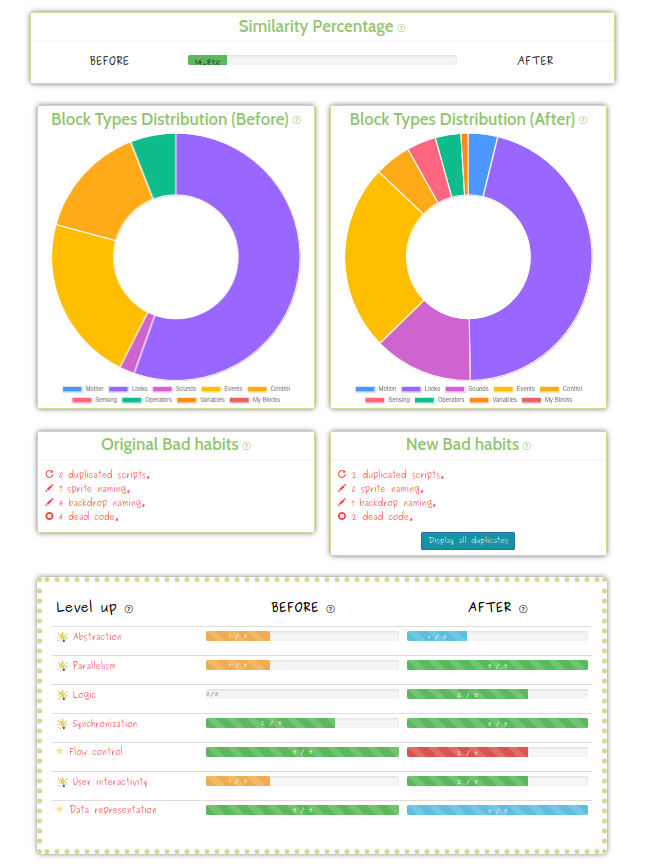 Similarity Percentage ?
BEFORE 14.81% AFTER
Block Types Distribution (Before) ?
Motion Looks Sounds Events Control
Sensing Operators Variables My Blocks
Block Types Distribution (After) ?
Motion Looks Sounds Events Control
Sensing Operators Variables My Blocks
Original Bad habits ?
0 duplicated scripts.
7 sprite naming.
4 backdrop naming.
4 dead code.
New Bad habits ?
2 duplicated scripts.
0 sprite naming.
1 backdrop naming.
2 dead code.
Display all duplicates
Level up ? BEFORE ? AFTER ?
Abstraction 1 / 3 1 / 3
Parallelism 1 / 3 3 / 3
Logic 0/3 2 / 3
Synchronization 2 / 3 3 / 3
Flow control 3 / 3 2 / 3
User interactivity 1 / 3 2 / 3
Data representation 3 / 3 3 / 3